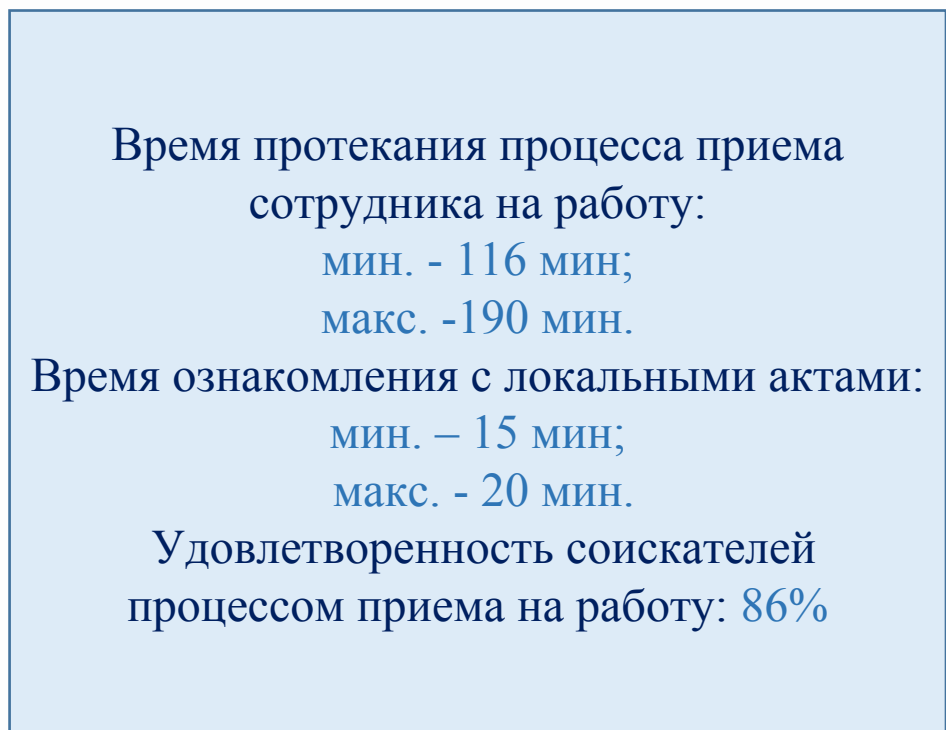 Время протекания процесса приема
сотрудника на работу:
мин. - 116 мин;
макс. -190 мин.
Время ознакомления с локальными актами:
мин. – 15 мин;
макс. - 20 мин.
Удовлетворенность соискателей
процессом приема на работу: 86%